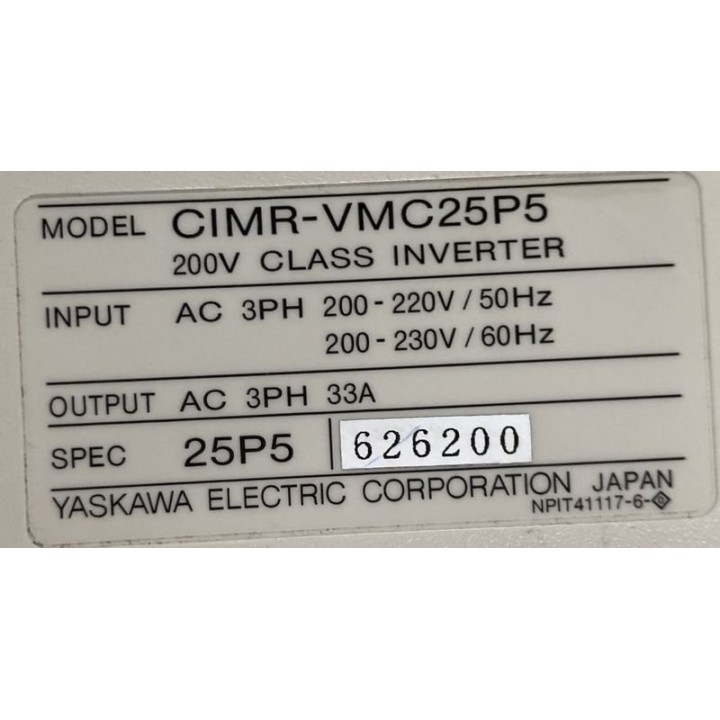 MODEL CIMR-VMC25P5
200V CLASS INVERTER
INPUT AC 3PH 200-220V/50Hz
200-230V/60Hz
OUTPUT AC 3PH 33A
SPEC 25P5 626200
YASKAWA ELECTRIC CORPORATION JAPAN
NPIT41117-6-